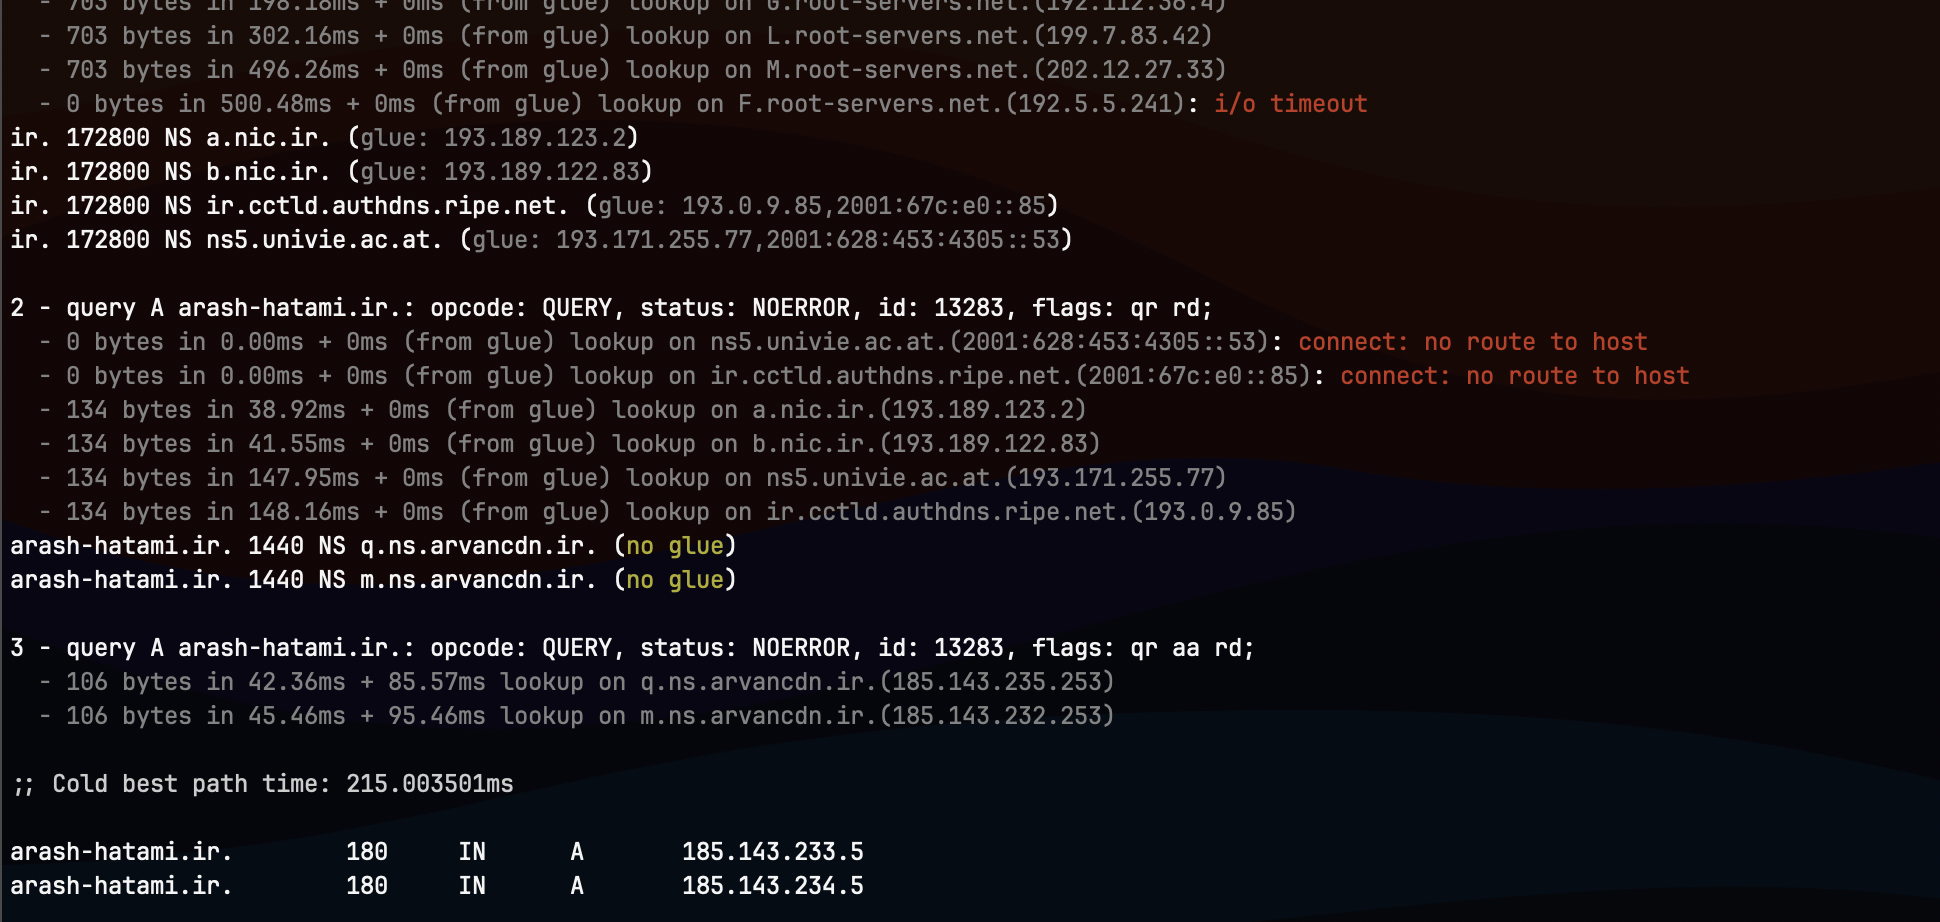 - 703 bytes in 198.18ms + 0ms (from glue) lookup on G.root-servers.net.(192.112.36.4)
- 703 bytes in 302.16ms + 0ms (from glue) lookup on L.root-servers.net.(199.7.83.42)
- 703 bytes in 496.26ms + 0ms (from glue) lookup on M.root-servers.net.(202.12.27.33)
- 0 bytes in 500.48ms + 0ms (from glue) lookup on F.root-servers.net.(192.5.5.241): i/o timeout
ir. 172800 NS a.nic.ir. (glue: 193.189.123.2)
ir. 172800 NS b.nic.ir. (glue: 193.189.122.83)
ir. 172800 NS ir.cctld.authdns.ripe.net. (glue: 193.0.9.85,2001:67c:e0::85)
ir. 172800 NS ns5.univie.ac.at. (glue: 193.171.255.77,2001:628:453:4305::53)
2 - query A arash-hatami.ir.: opcode: QUERY, status: NOERROR, id: 13283, flags: qr rd;
- 0 bytes in 0.00ms + 0ms (from glue) lookup on ns5.univie.ac.at.(2001:628:453:4305::53): connect: no route to host
- 0 bytes in 0.00ms + 0ms (from glue) lookup on ir.cctld.authdns.ripe.net.(2001:67c:e0::85): connect: no route to host
- 134 bytes in 38.92ms + 0ms (from glue) lookup on a.nic.ir.(193.189.123.2)
- 134 bytes in 41.55ms + 0ms (from glue) lookup on b.nic.ir.(193.189.122.83)
- 134 bytes in 147.95ms + 0ms (from glue) lookup on ns5.univie.ac.at.(193.171.255.77)
- 134 bytes in 148.16ms + 0ms (from glue) lookup on ir.cctld.authdns.ripe.net.(193.0.9.85)
arash-hatami.ir. 1440 NS q.ns.arvancdn.ir. (no glue)
arash-hatami.ir. 1440 NS m.ns.arvancdn.ir. (no glue)
3 - query A arash-hatami.ir.: opcode: QUERY, status: NOERROR, id: 13283, flags: qr aa rd;
- 106 bytes in 42.36ms + 85.57ms lookup on q.ns.arvancdn.ir.(185.143.235.253)
- 106 bytes in 45.46ms + 95.46ms lookup on m.ns.arvancdn.ir.(185.143.232.253)
;; Cold best path time: 215.003501ms
arash-hatami.ir. 180 IN A 185.143.233.5
arash-hatami.ir. 180 IN A 185.143.234.5